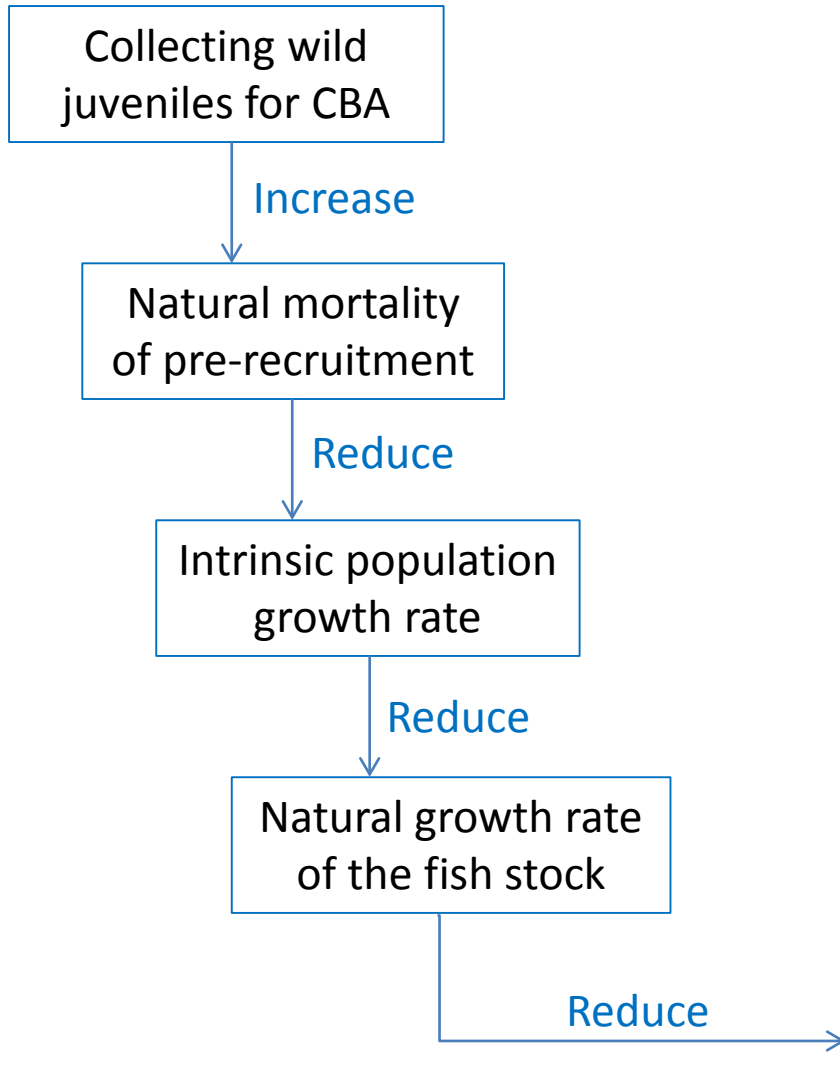 Collecting wild
juveniles for CBA
Increase
Natural mortality
of pre-recruitment
Reduce
Intrinsic population
growth rate
Reduce
Natural growth rate
of the fish stock
Reduce